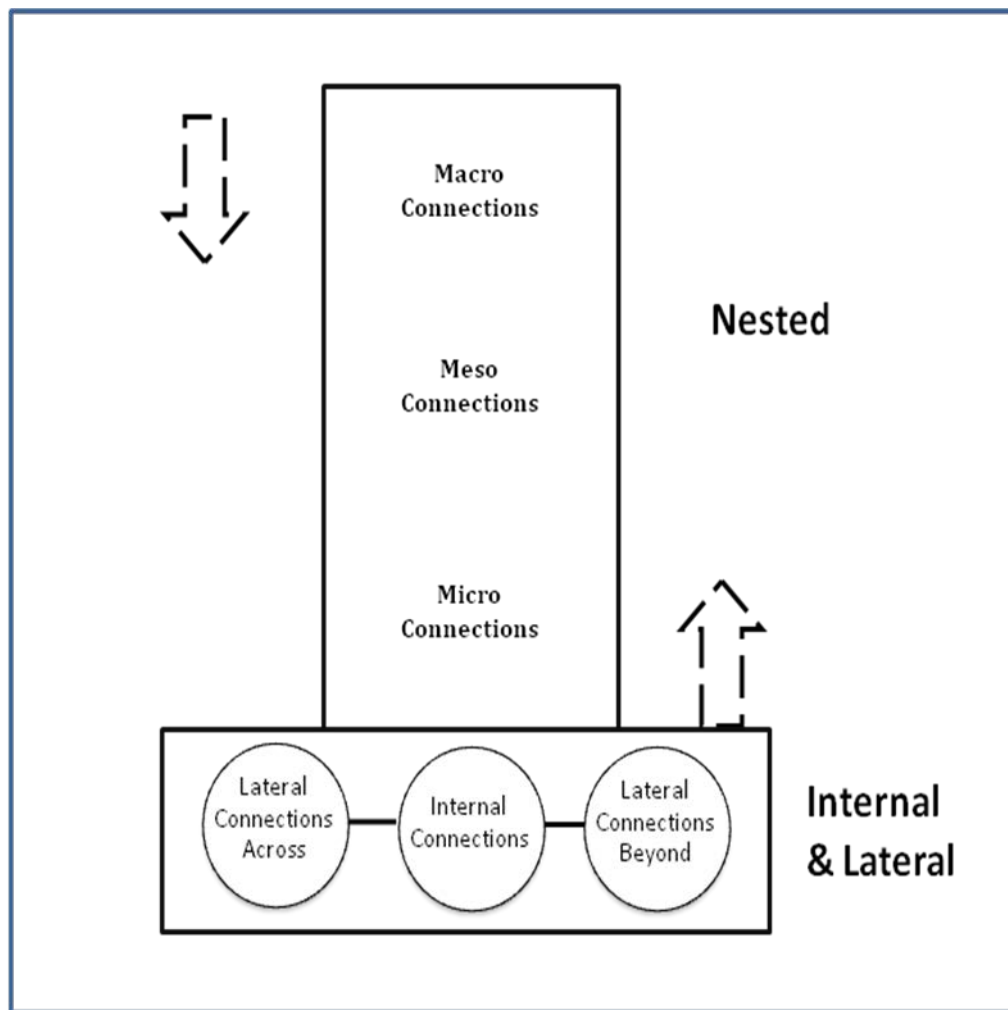 Macro
Connections
Nested
Meso
Connections
Micro
Connections
Lateral
Connections
Across
Internal
Connections
Lateral
Connections
Beyond
Internal
& Lateral